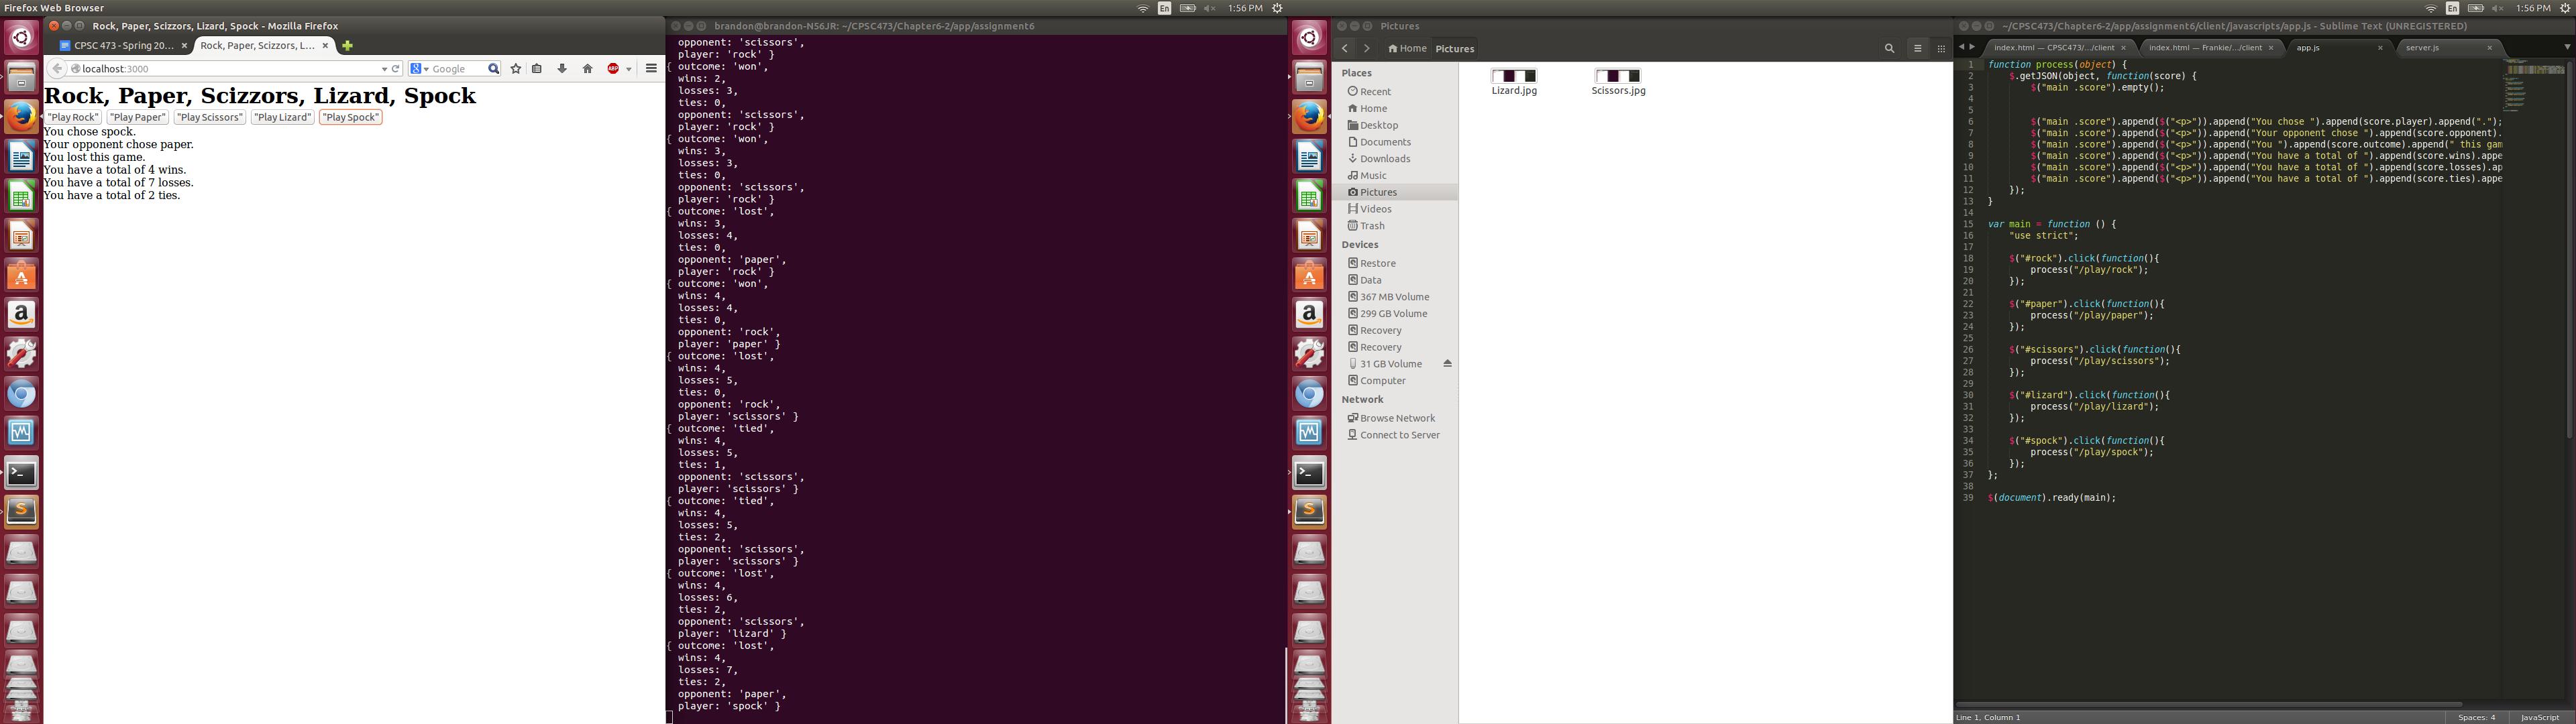 Firefox Web Browser
En
1:56 PM
Rock, Paper, Scizzors, Lizard, Spock - Mozilla Firefox
CPSC 473 - Spring 20...
Rock, Paper, Scizzors, L...
localhost:3000
Google
ABP
Rock, Paper, Scizzors, Lizard, Spock
"Play Rock" "Play Paper" "Play Scissors" "Play Lizard" "Play Spock"
You chose spock.
Your opponent chose paper.
You lost this game.
You have a total of 4 wins.
You have a total of 7 losses.
You have a total of 2 ties.
brandon@brandon-N56JR: ~/CPSC473/Chapter6-2/app/assignment6
opponent: 'scissors',
player: 'rock' }
{ outcome: 'won',
wins: 2,
losses: 3,
ties: 0,
opponent: 'scissors',
player: 'rock' }
{ outcome: 'won',
wins: 3,
losses: 3,
ties: 0,
opponent: 'scissors',
player: 'rock' }
{ outcome: 'lost',
wins: 3,
losses: 4,
ties: 0,
opponent: 'paper',
player: 'rock' }
{ outcome: 'won',
wins: 4,
losses: 4,
ties: 0,
opponent: 'rock',
player: 'paper' }
{ outcome: 'lost',
wins: 4,
losses: 5,
ties: 0,
opponent: 'rock',
player: 'scissors' }
{ outcome: 'tied',
wins: 4,
losses: 5,
ties: 1,
opponent: 'scissors',
player: 'scissors' }
{ outcome: 'tied',
wins: 4,
losses: 5,
ties: 2,
opponent: 'scissors',
player: 'scissors' }
{ outcome: 'lost',
wins: 4,
losses: 6,
ties: 2,
opponent: 'scissors',
player: 'lizard' }
{ outcome: 'lost',
wins: 4,
losses: 7,
ties: 2,
opponent: 'paper',
player: 'spock' }
Pictures
Home
Pictures
Places
Recent
Home
Desktop
Documents
Downloads
Music
Pictures
Videos
Trash
Devices
Restore
Data
367 MB Volume
299 GB Volume
Recovery
Recovery
31 GB Volume
Computer
Network
Browse Network
Connect to Server
Lizard.jpg
Scissors.jpg
En
1:56 PM
~/CPSC473/Chapter6-2/app/assignment6/client/javascripts/app.js - Sublime Text (UNREGISTERED)
index.html — CPSC473/.../client
index.html — Frankie/.../client
app.js
server.js
1 function process(object) {
2 $.getJSON(object, function(score) {
3 $("main .score").empty();
4
5
6 $("main .score").append($("<p>")).append("You chose ").append(score.player).append(".");
7 $("main .score").append($("<p>")).append("Your opponent chose ").append(score.opponent).
8 $("main .score").append($("<p>")).append("You ").append(score.outcome).append(" this gam
9 $("main .score").append($("<p>")).append("You have a total of ").append(score.wins).appe
10 $("main .score").append($("<p>")).append("You have a total of ").append(score.losses).ap
11 $("main .score").append($("<p>")).append("You have a total of ").append(score.ties).appe
12 });
13 }
14
15 var main = function () {
16 "use strict";
17
18 $("#rock").click(function(){
19 process("/play/rock");
20 });
21
22 $("#paper").click(function(){
23 process("/play/paper");
24 });
25
26 $("#scissors").click(function(){
27 process("/play/scissors");
28 });
29
30 $("#lizard").click(function(){
31 process("/play/lizard");
32 });
33
34 $("#spock").click(function(){
35 process("/play/spock");
36 });
37 };
38
39 $(document).ready(main);
Line 1, Column 1
Spaces: 4
JavaScript